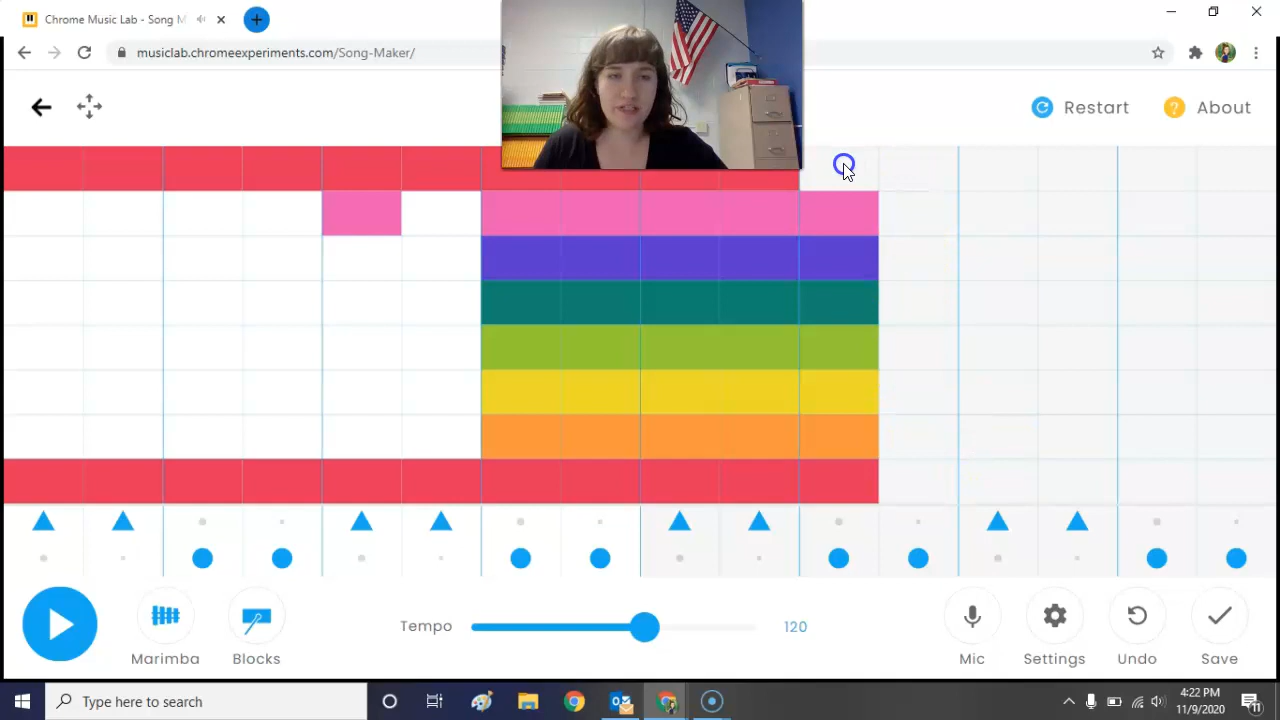 Chrome Music Lab - Song M
musiclab.chromeexperiments.com/Song-Maker/
Restart
? About
Tempo
120
Marimba
Blocks
Mic
Settings
Undo
Save
Type here to search
4:22 PM
11/9/2020
11